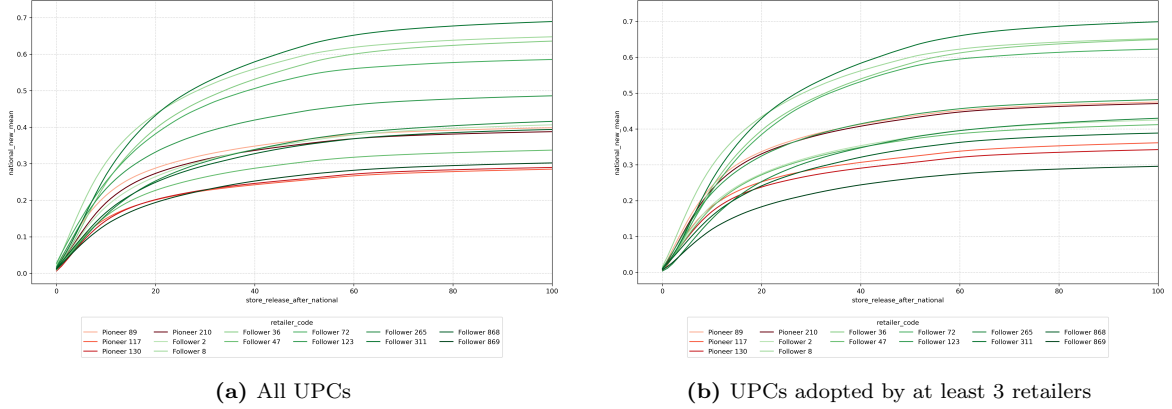 0.7
0.6
0.5
0.4
0.3
0.2
0.1
0.0
national_new_mean
0 20 40 60 80 100
store_release_after_national
retailer_code
Pioneer 89 Pioneer 210 Follower 36 Follower 72 Follower 265 Follower 868
Pioneer 117 Follower 2 Follower 47 Follower 123 Follower 311 Follower 869
Pioneer 130 Follower 8
(a) All UPCs
0.7
0.6
0.5
0.4
0.3
0.2
0.1
0.0
national_new_mean
0 20 40 60 80 100
store_release_after_national
retailer_code
Pioneer 89 Pioneer 210 Follower 36 Follower 72 Follower 265 Follower 868
Pioneer 117 Follower 2 Follower 47 Follower 123 Follower 311 Follower 869
Pioneer 130 Follower 8
(b) UPCs adopted by at least 3 retailers